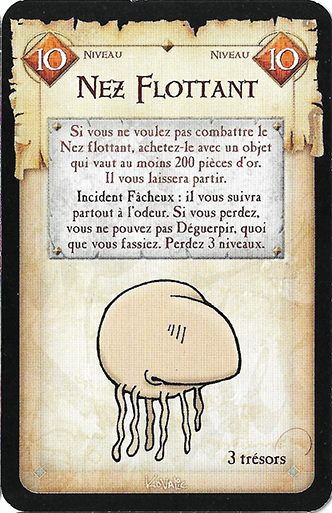 10 Niveau Niveau 10
Nez Flottant
Si vous ne voulez pas combattre le
Nez flottant, achetez-le avec un objet
qui vaut au moins 200 pièces d'or.
Il vous laissera partir.
Incident Fâcheux : il vous suivra
partout à l'odeur. Si vous perdez,
vous ne pouvez pas Déguerpir, quoi
que vous fassiez. Perdez 3 niveaux.
3 trésors
Kovalic